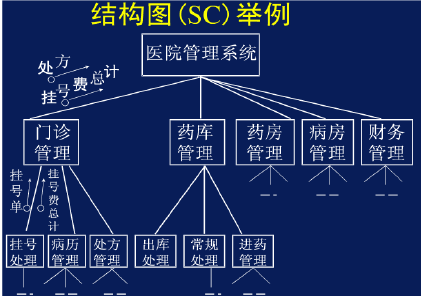 结构图(SC)举例
医院管理系统
处方
挂号费总计
门诊
管理
药库
管理
药房
管理
病房
管理
财务
管理
挂号单
挂号费总计
挂号
处理
病历
管理
处方
管理
出库
处理
常规
处理
进药
管理